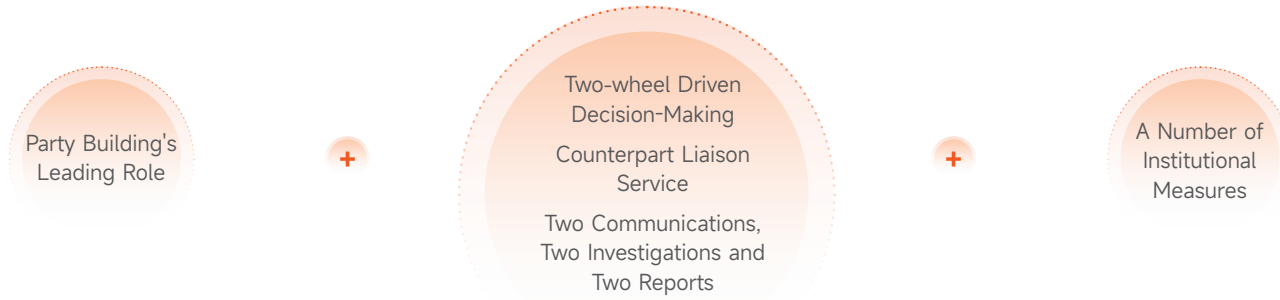 Party Building's
Leading Role
+
Two-wheel Driven
Decision-Making
Counterpart Liaison
Service
Two Communications,
Two Investigations and
Two Reports
+
A Number of
Institutional
Measures